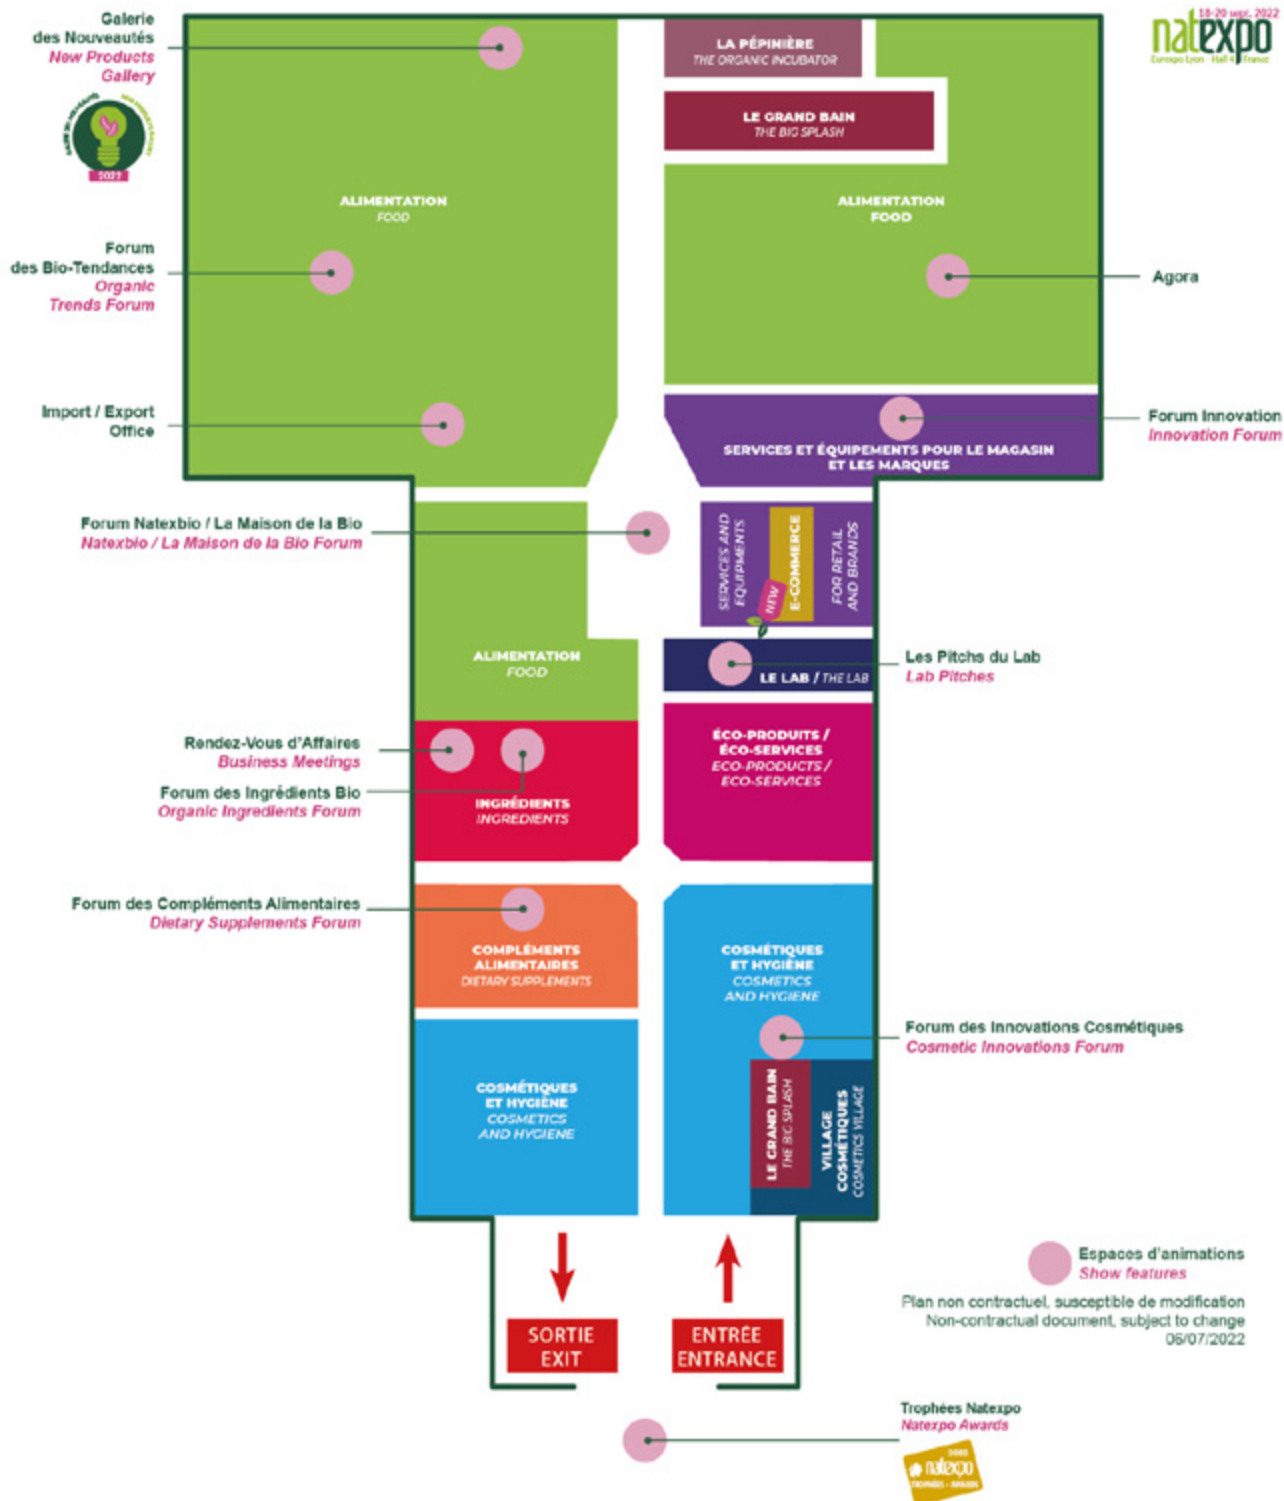 Galerie
des Nouveautés
New Products
Gallery
2022
18-20 sept. 2022
natexpo
Eurexpo Lyon - Hall 4 - France
LA PÉPINIÈRE
THE ORGANIC INCUBATOR
LE GRAND BAIN
THE BIG SPLASH
ALIMENTATION
FOOD
ALIMENTATION
FOOD
Forum
des Bio-Tendances
Organic
Trends Forum
Agora
Import / Export
Office
Forum Innovation
Innovation Forum
SERVICES ET ÉQUIPEMENTS POUR LE MAGASIN
ET LES MARQUES
Forum Natexbio / La Maison de la Bio
Natexbio / La Maison de la Bio Forum
SERVICES AND
EQUIPMENTS
NEW
E-COMMERCE
FOR RETAIL
AND BRANDS
ALIMENTATION
FOOD
LE LAB / THE LAB
Les Pitchs du Lab
Lab Pitches
Rendez-Vous d'Affaires
Business Meetings
Forum des Ingrédients Bio
Organic Ingredients Forum
INGRÉDIENTS
INGREDIENTS
ÉCO-PRODUITS /
ÉCO-SERVICES
ECO-PRODUCTS /
ECO-SERVICES
Forum des Compléments Alimentaires
Dietary Supplements Forum
COMPLÉMENTS
ALIMENTAIRES
DIETARY SUPPLEMENTS
COSMÉTIQUES
ET HYGIÈNE
COSMETICS
AND HYGIENE
Forum des Innovations Cosmétiques
Cosmetic Innovations Forum
COSMÉTIQUES
ET HYGIÈNE
COSMETICS
AND HYGIENE
LE GRAND BAIN
THE BIG SPLASH
VILLAGE
COSMÉTIQUES
COSMETICS VILLAGE
SORTIE
EXIT
ENTRÉE
ENTRANCE
Espaces d'animations
Show features
Plan non contractuel, susceptible de modification
Non-contractual document, subject to change
06/07/2022
Trophées Natexpo
Natexpo Awards
natexpo
TROPHÉES - AWARDS